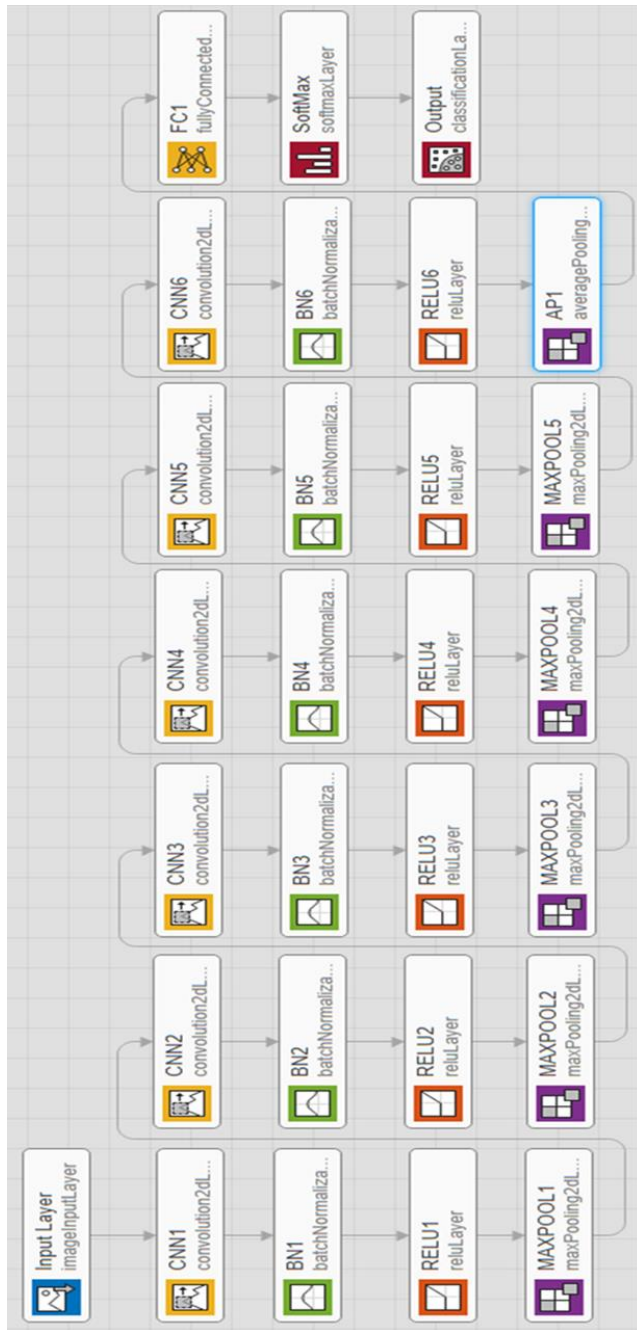 Input Layer
imageInputLayer
CNN1
convolution2dL...
BN1
batchNormaliza...
RELU1
reluLayer
MAXPOOL1
maxPooling2dL...
CNN2
convolution2dL...
BN2
batchNormaliza...
RELU2
reluLayer
MAXPOOL2
maxPooling2dL...
CNN3
convolution2dL...
BN3
batchNormaliza...
RELU3
reluLayer
MAXPOOL3
maxPooling2dL...
CNN4
convolution2dL...
BN4
batchNormaliza...
RELU4
reluLayer
MAXPOOL4
maxPooling2dL...
CNN5
convolution2dL...
BN5
batchNormaliza...
RELU5
reluLayer
MAXPOOL5
maxPooling2dL...
CNN6
convolution2dL...
BN6
batchNormaliza...
RELU6
reluLayer
AP1
averagePooling...
FC1
fullyConnected...
SoftMax
softmaxLayer
Output
classificationLa...